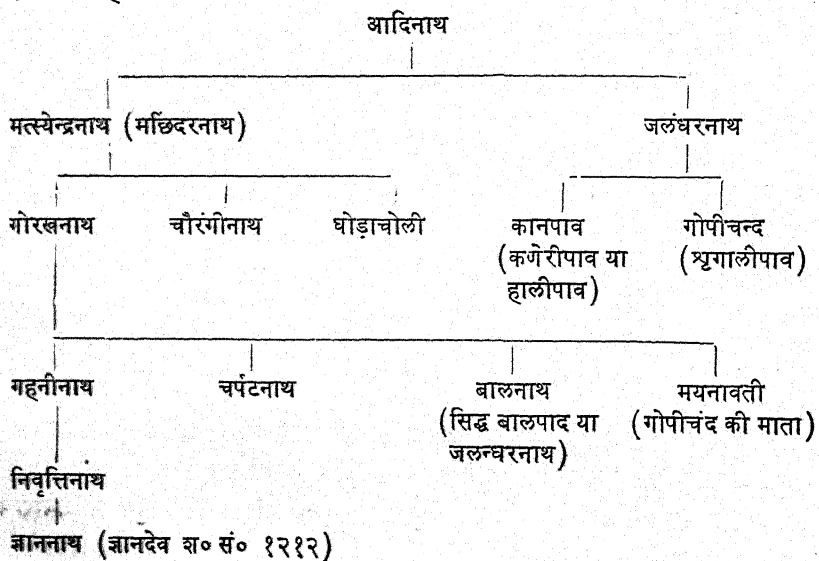 आदिनाथ
मत्स्येन्द्रनाथ (मछिंदरनाथ) जलंधरनाथ
गोरखनाथ चौरंगीनाथ घोड़ाचोली कानपाव गोपीचन्द
(कणेरीपाव या (शृगालीपाव)
हालीपाव)
गहनीनाथ चर्पटनाथ बालनाथ मयनावती
(सिद्ध बालपाद या (गोपीचंद की माता)
जलन्धरनाथ)
निवृत्तिनाथ
ज्ञाननाथ (ज्ञानदेव श० सं० १२१२)